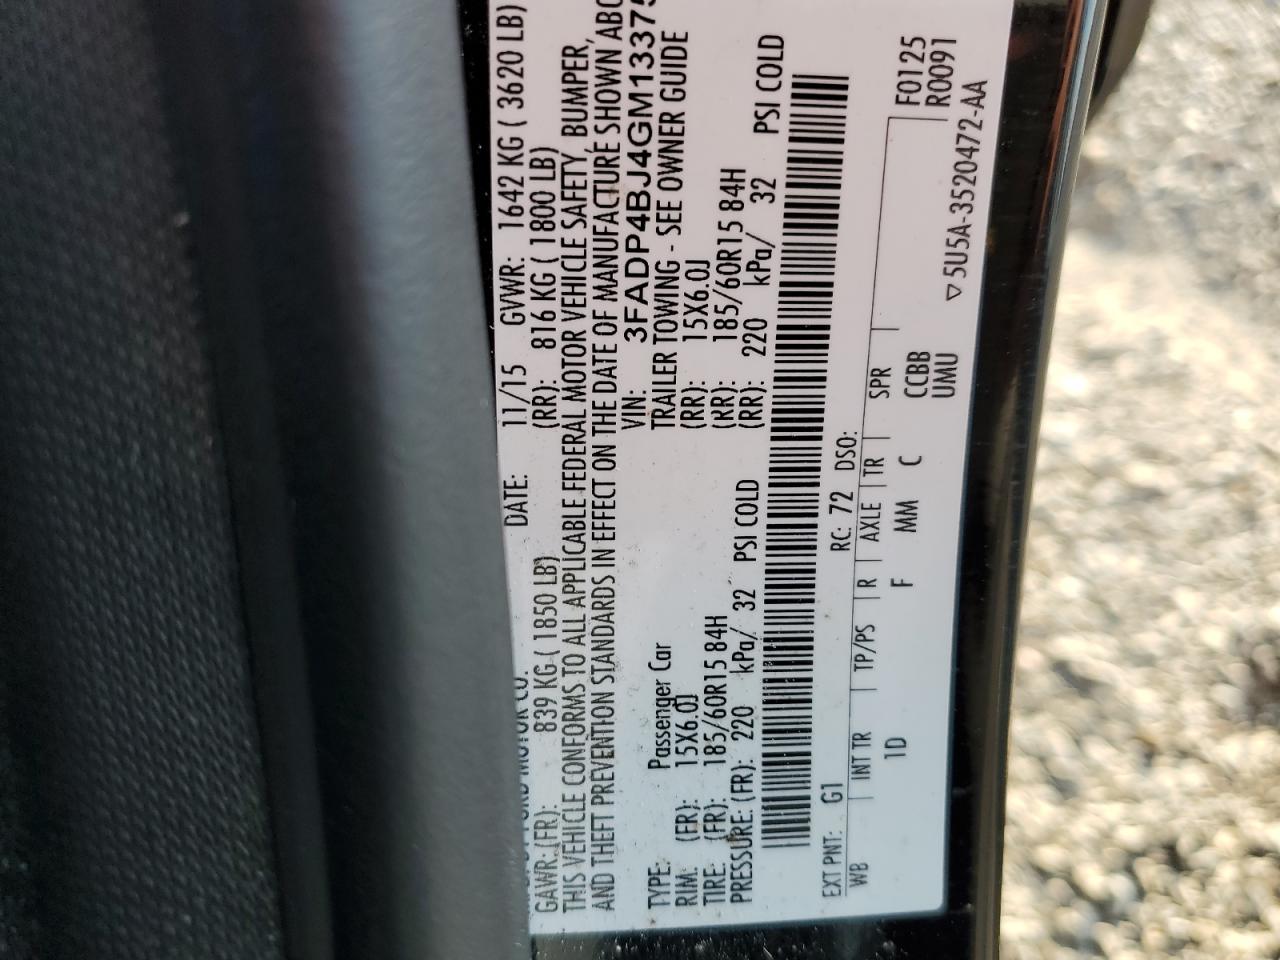 FORD MOTOR CO.
DATE: 11/15 GVWR: 1642 KG ( 3620 LB)
GAWR: (FR): 839 KG ( 1850 LB) (RR): 816 KG ( 1800 LB)
THIS VEHICLE CONFORMS TO ALL APPLICABLE FEDERAL MOTOR VEHICLE SAFETY, BUMPER,
AND THEFT PREVENTION STANDARDS IN EFFECT ON THE DATE OF MANUFACTURE SHOWN ABO
VIN: 3FADP4BJ4GM13375
TYPE: Passenger Car TRAILER TOWING - SEE OWNER GUIDE
RIM: (FR): 15X6.0J (RR): 15X6.0J
TIRE: (FR): 185/60R15 84H (RR): 185/60R15 84H
PRESSURE: (FR): 220 kPa/ 32 PSI COLD (RR): 220 kPa/ 32 PSI COLD
EXT PNT: G1 RC: 72 DSO:
WB INT TR TP/PS R AXLE TR SPR F0125
1D F MM C CCBB R0091
UMU
▽5U5A-3520472-AA